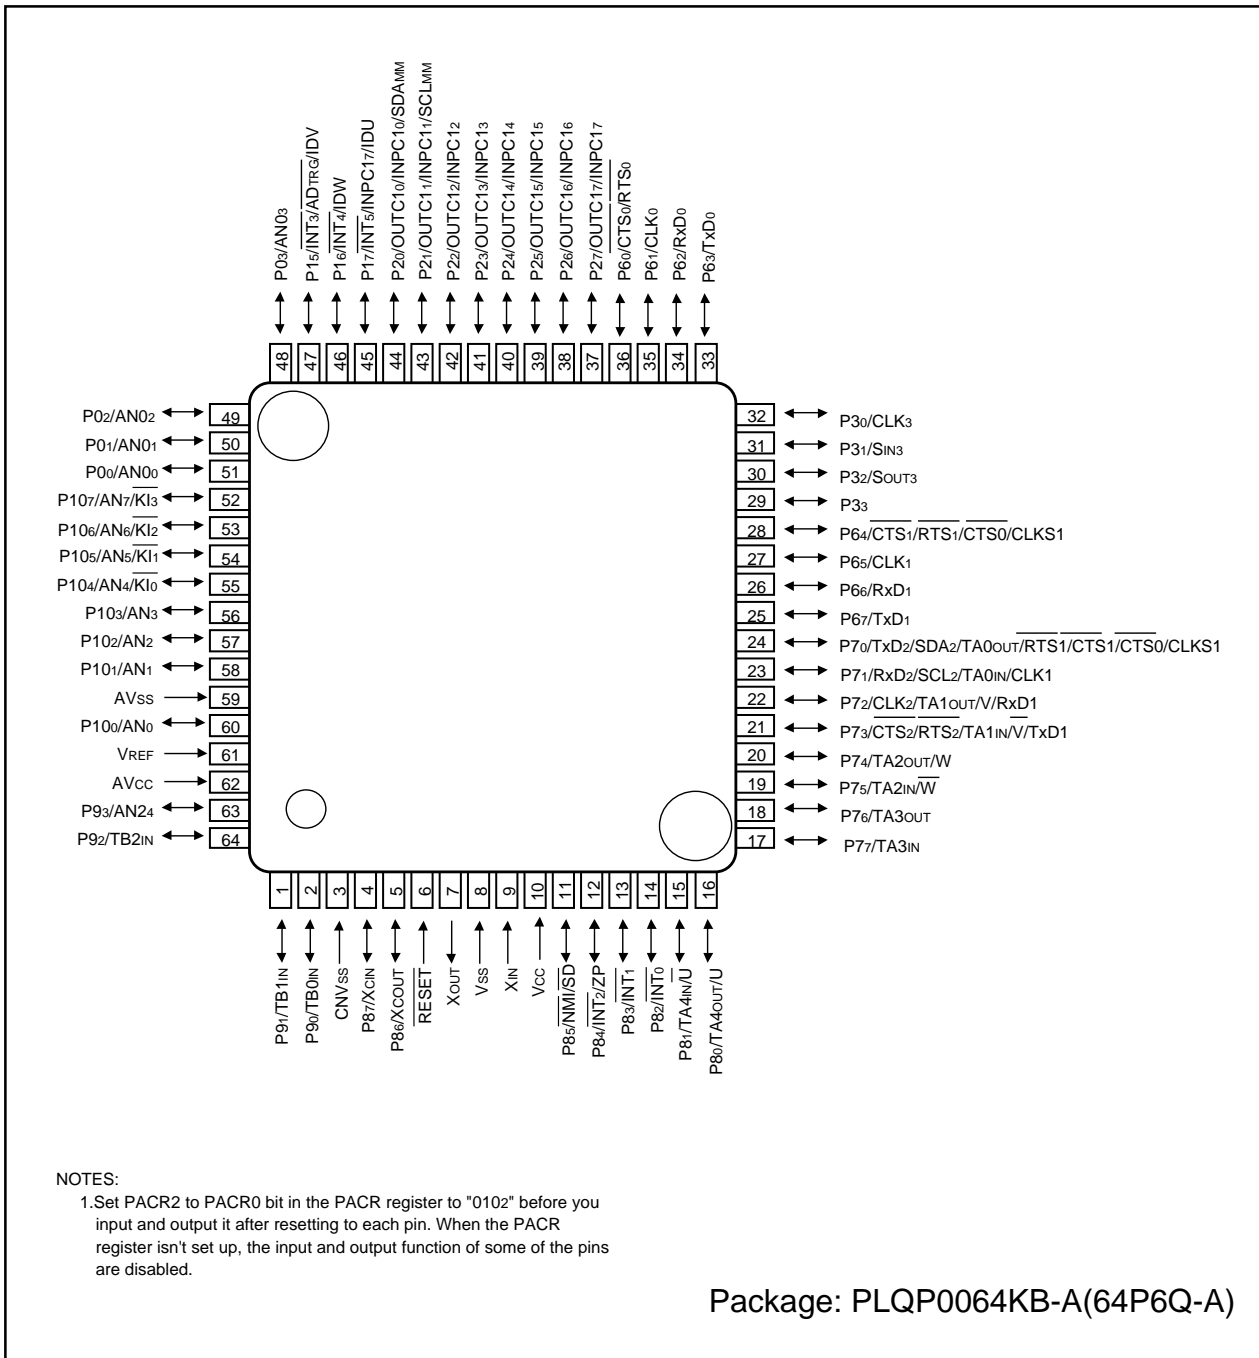 P03/AN03
P15/INT3/ADTRG/IDV
P16/INT4/IDW
P17/INT5/INPC17/IDU
P20/OUTC10/INPC10/SDAMM
P21/OUTC11/INPC11/SCLMM
P22/OUTC12/INPC12
P23/OUTC13/INPC13
P24/OUTC14/INPC14
P25/OUTC15/INPC15
P26/OUTC16/INPC16
P27/OUTC17/INPC17
P60/CTS0/RTS0
P61/CLK0
P62/RxD0
P63/TxD0
48 47 46 45 44 43 42 41 40 39 38 37 36 35 34 33
P02/AN02 49
P01/AN01 50
P00/AN00 51
P107/AN7/KI3 52
P106/AN6/KI2 53
P105/AN5/KI1 54
P104/AN4/KI0 55
P103/AN3 56
P102/AN2 57
P101/AN1 58
AVSS 59
P100/AN0 60
VREF 61
AVCC 62
P93/AN24 63
P92/TB2IN 64
32 P30/CLK3
31 P31/SIN3
30 P32/SOUT3
29 P33
28 P64/CTS1/RTS1/CTS0/CLKS1
27 P65/CLK1
26 P66/RxD1
25 P67/TxD1
24 P70/TxD2/SDA2/TA0OUT/RTS1/CTS1/CTS0/CLKS1
23 P71/RxD2/SCL2/TA0IN/CLK1
22 P72/CLK2/TA1OUT/V/RxD1
21 P73/CTS2/RTS2/TA1IN/V/TxD1
20 P74/TA2OUT/W
19 P75/TA2IN/W
18 P76/TA3OUT
17 P77/TA3IN
1 2 3 4 5 6 7 8 9 10 11 12 13 14 15 16
P91/TB1IN
P90/TB0IN
CNVSS
P87/XCIN
P86/XCOUT
RESET
XOUT
VSS
XIN
VCC
P85/NMI/SD
P84/INT2/ZP
P83/INT1
P82/INT0
P81/TA4IN/U
P80/TA4OUT/U
NOTES:
1.Set PACR2 to PACR0 bit in the PACR register to "0102" before you
input and output it after resetting to each pin. When the PACR
register isn't set up, the input and output function of some of the pins
are disabled.
Package: PLQP0064KB-A(64P6Q-A)